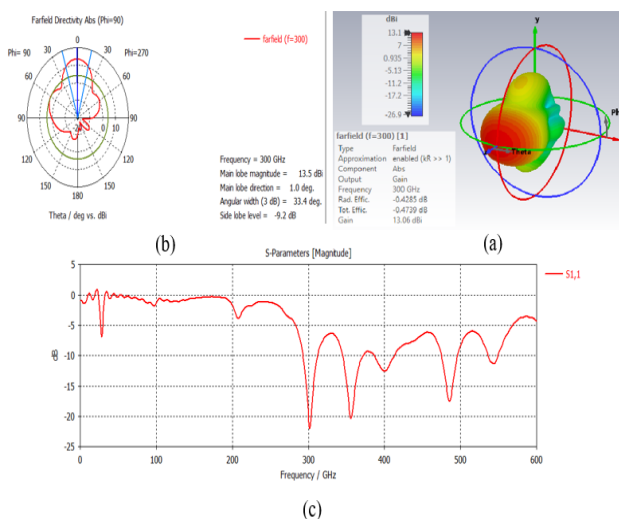 Farfield Directivity Abs (Phi=90)
farfield (f=300)
Phi= 90
0
Phi=270
30
30
60
60
90
0
10
90
120
120
150
150
180
Theta / deg vs. dBi
Frequency = 300 GHz
Main lobe magnitude = 13.5 dBi
Main lobe direction = 1.0 deg.
Angular width (3 dB) = 33.4 deg.
Side lobe level = -9.2 dB
(b)
dBi
13.1
7
0.935
-5.13
-11.2
-17.2
-26.9
y
Theta
farfield (f=300) [1]
Type Farfield
Approximation enabled (kR >> 1)
Component Abs
Output Gain
Frequency 300 GHz
Rad. Effic. -0.4285 dB
Tot. Effic. -0.4739 dB
Gain 13.06 dBi
(a)
S-Parameters [Magnitude]
S1,1
5
0
-5
-10
-15
-20
-25
dB
0
100
200
300
400
500
600
Frequency / GHz
(c)